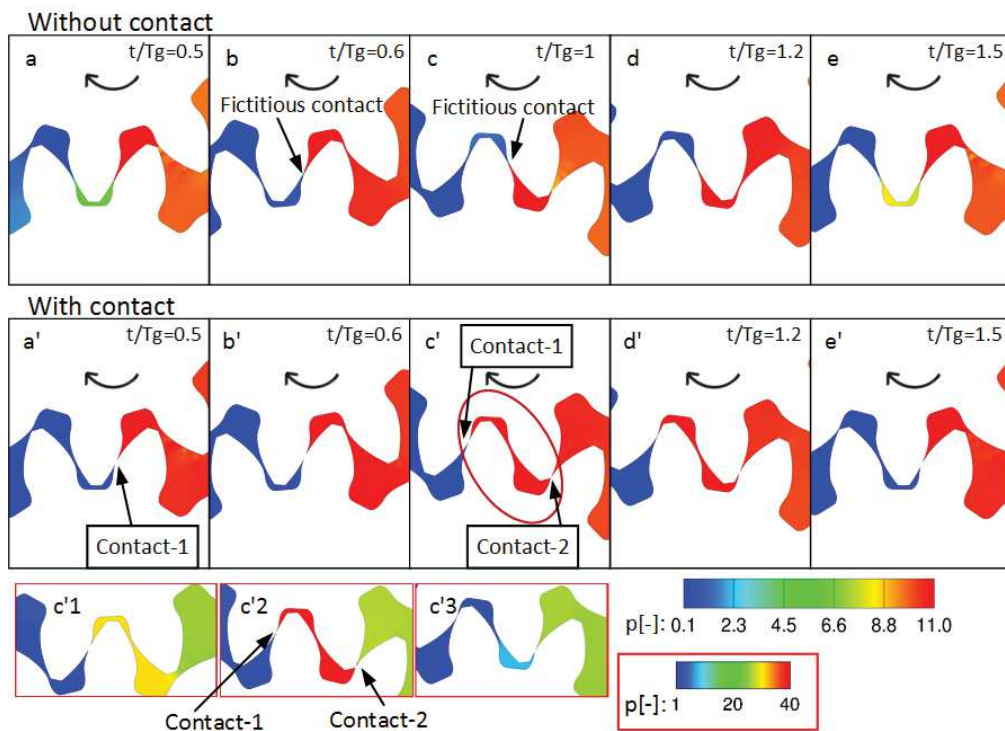 Without contact
a t/Tg=0.5 b t/Tg=0.6 c t/Tg=1 d t/Tg=1.2 e t/Tg=1.5
Fictitious contact Fictitious contact
With contact
a' t/Tg=0.5 b' t/Tg=0.6 c' d' t/Tg=1.2 e' t/Tg=1.5
Contact-1
Contact-1 Contact-2
c'1 c'2 c'3
p[-]: 0.1 2.3 4.5 6.6 8.8 11.0
p[-]: 1 20 40
Contact-1 Contact-2